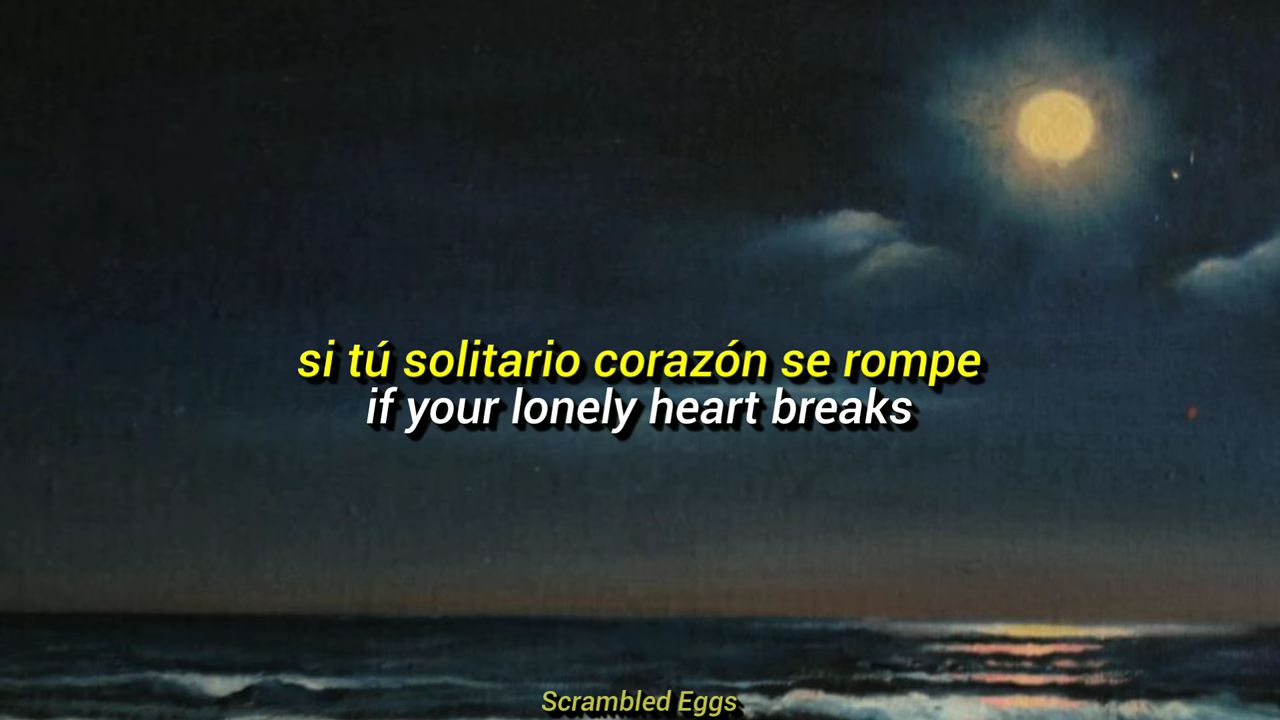 si tú solitario corazón se rompe
if your lonely heart breaks
Scrambled Eggs